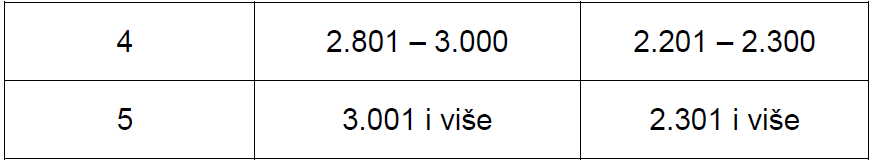 4 2.801 – 3.000 2.201 – 2.300
5 3.001 i više 2.301 i više